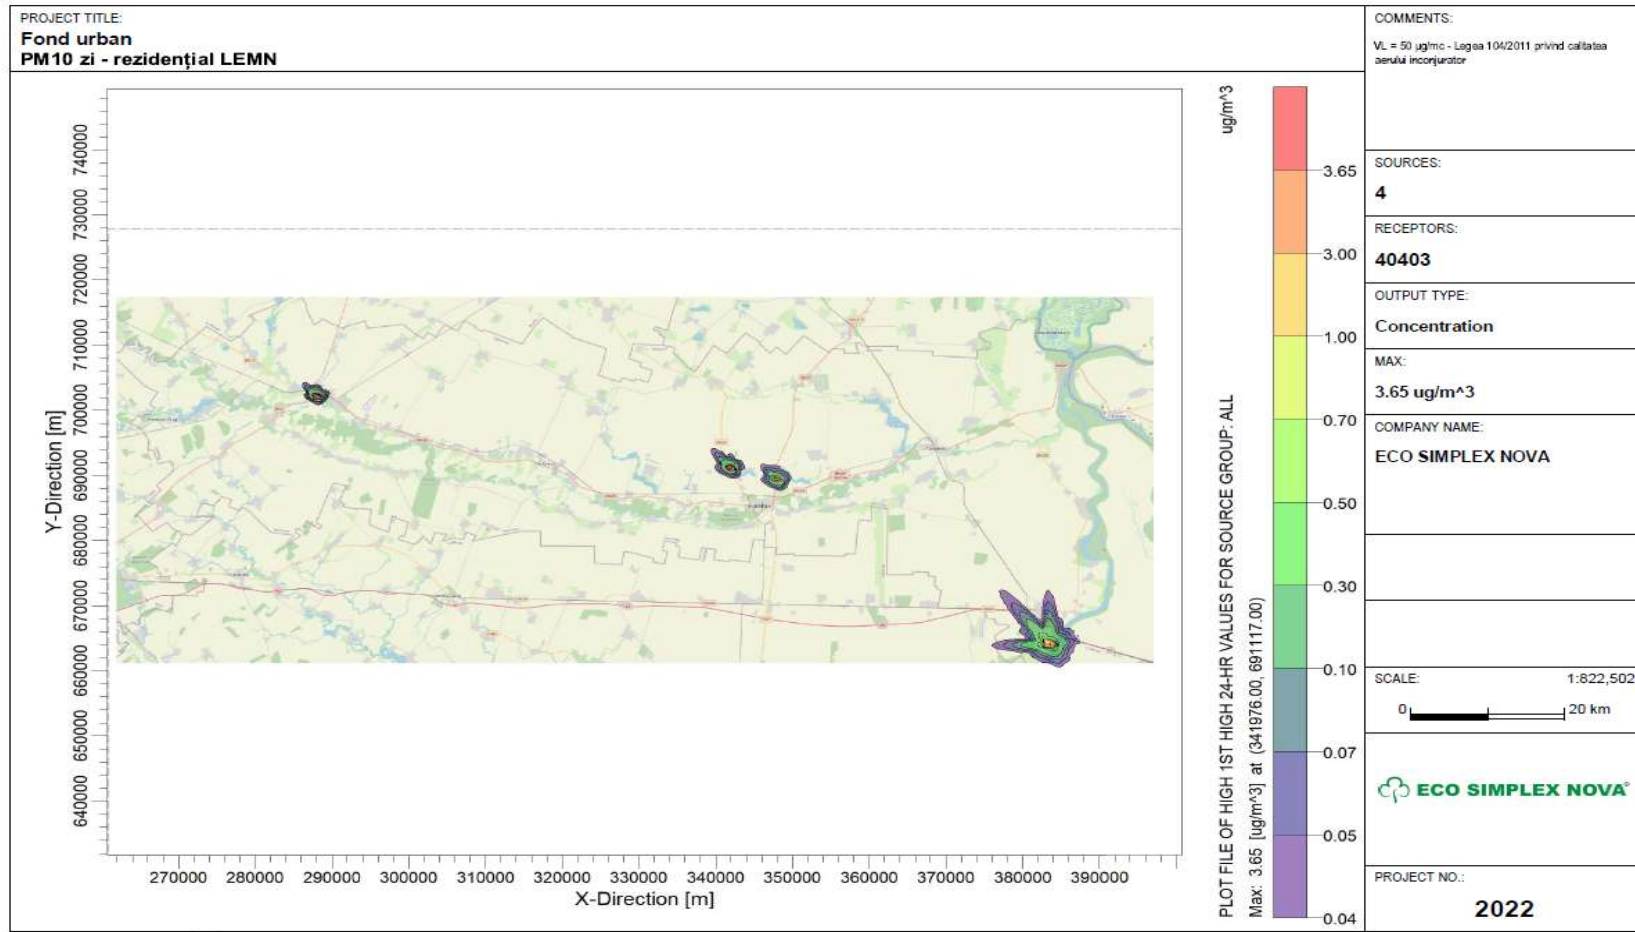 PROJECT TITLE:
Fond urban
PM10 zi - rezidențial LEMN
COMMENTS:
VL = 50 µg/mc - Legea 104/2011 privind calitatea
aerului inconjurator
SOURCES:
4
RECEPTORS:
40403
OUTPUT TYPE:
Concentration
MAX:
3.65 ug/m^3
COMPANY NAME:
ECO SIMPLEX NOVA
SCALE:
1:822,502
0
20 km
ECO SIMPLEX NOVA®
PROJECT NO.:
2022
Y-Direction [m]
740000
730000
720000
710000
700000
690000
680000
670000
660000
650000
640000
270000 280000 290000 300000 310000 320000 330000 340000 350000 360000 370000 380000 390000
X-Direction [m]
PLOT FILE OF HIGH 1ST HIGH 24-HR VALUES FOR SOURCE GROUP: ALL
Max: 3.65 [ug/m^3] at (341976.00, 691117.00)
ug/m^3
3.65
3.00
1.00
0.70
0.50
0.30
0.10
0.07
0.05
0.04